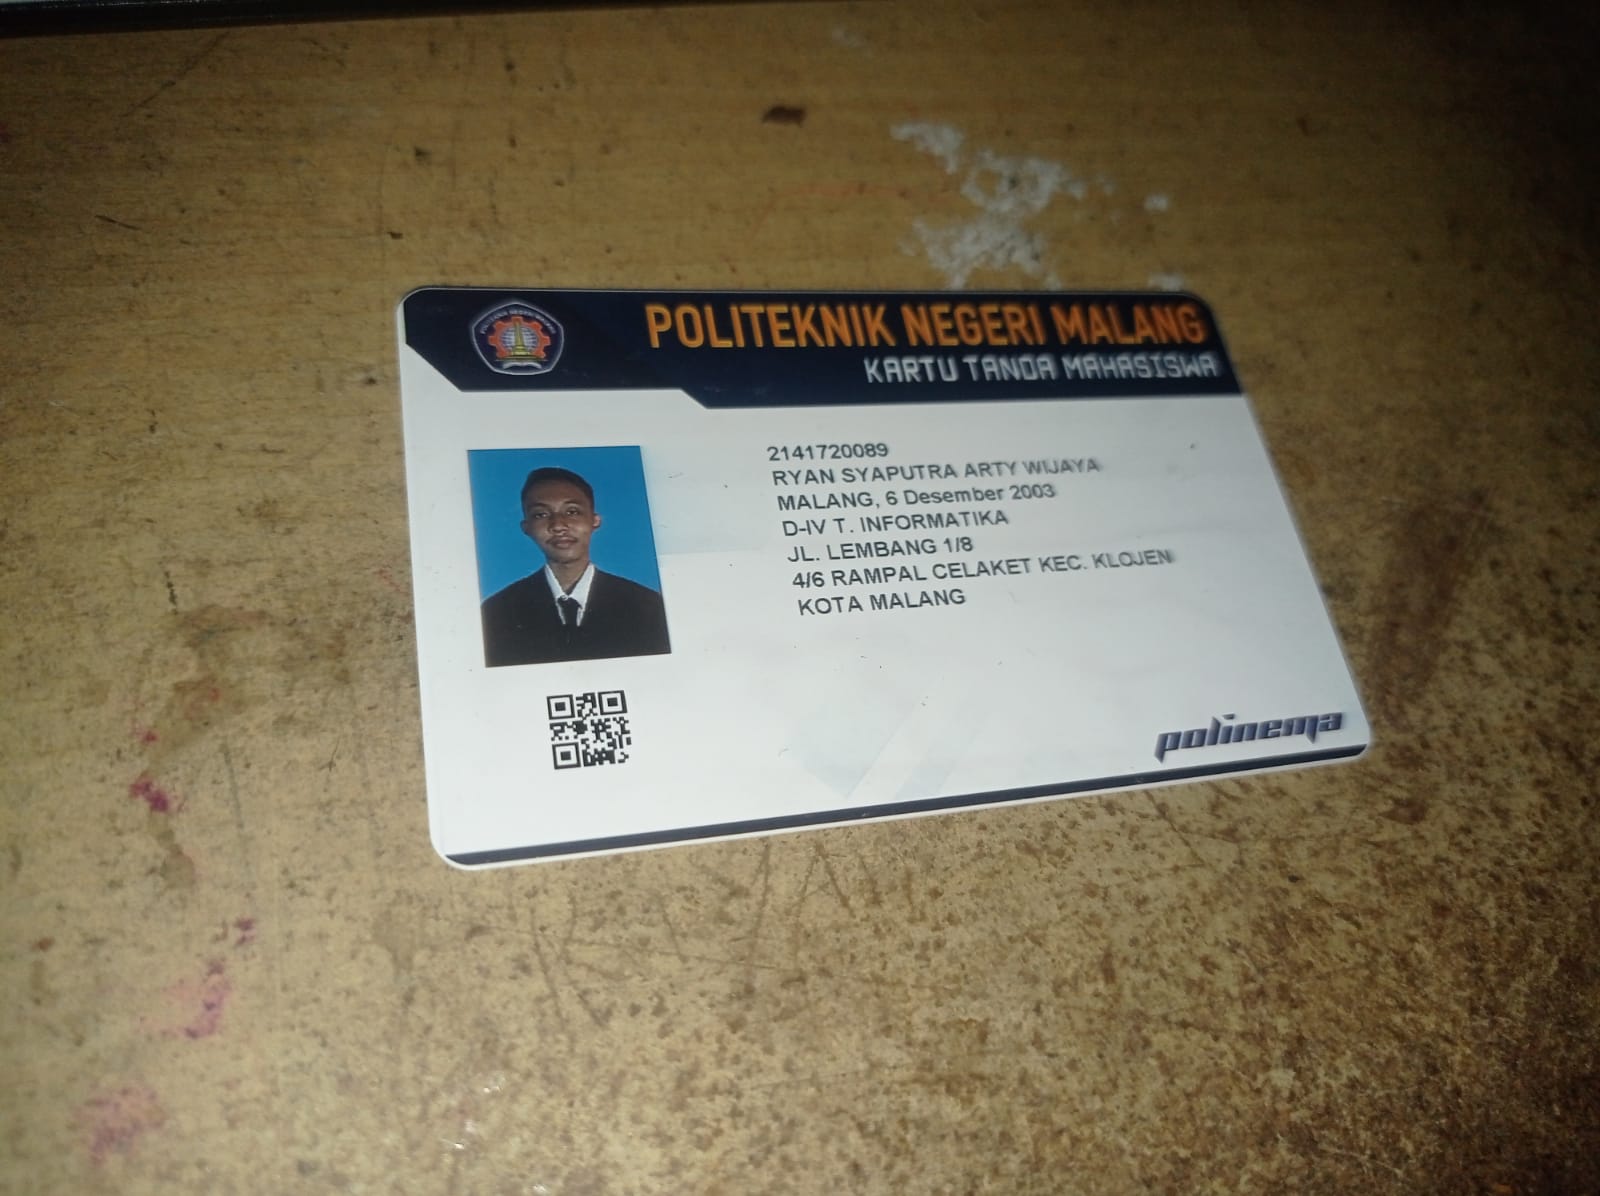 POLITEKNIK NEGERI MALANG
KARTU TANDA MAHASISWA
2141720089
RYAN SYAPUTRA ARTY WIJAYA
MALANG, 6 Desember 2003
D-IV T. INFORMATIKA
JL. LEMBANG 1/8
4/6 RAMPAL CELAKET KEC. KLOJEN
KOTA MALANG
polinema